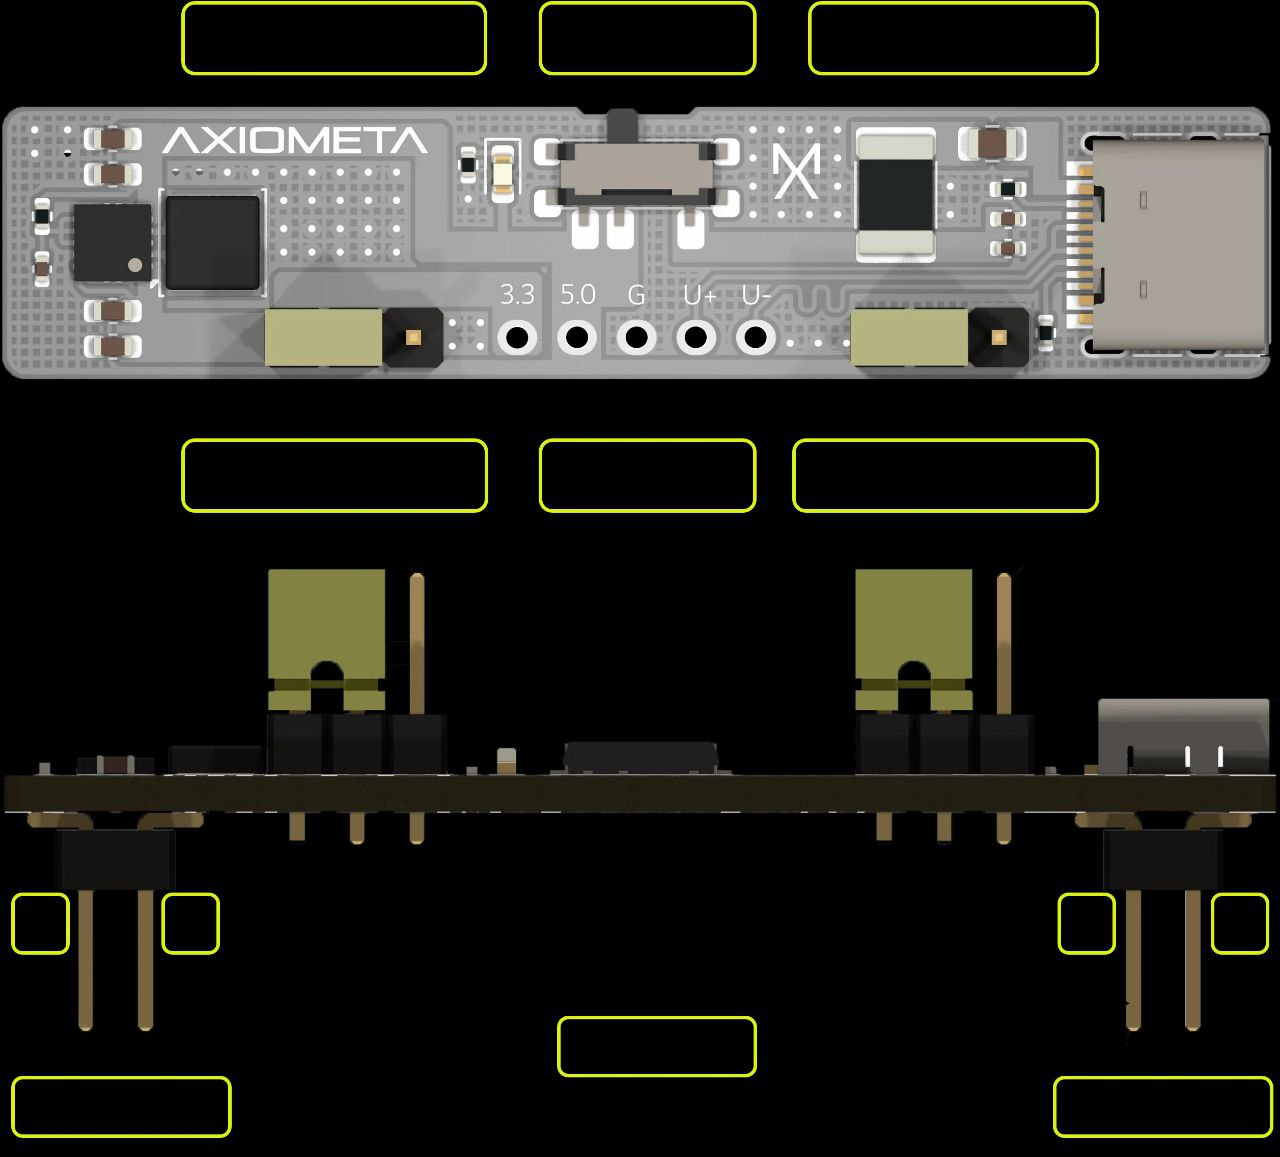 AXIOMETA
3.3 5.0 G U+ U-